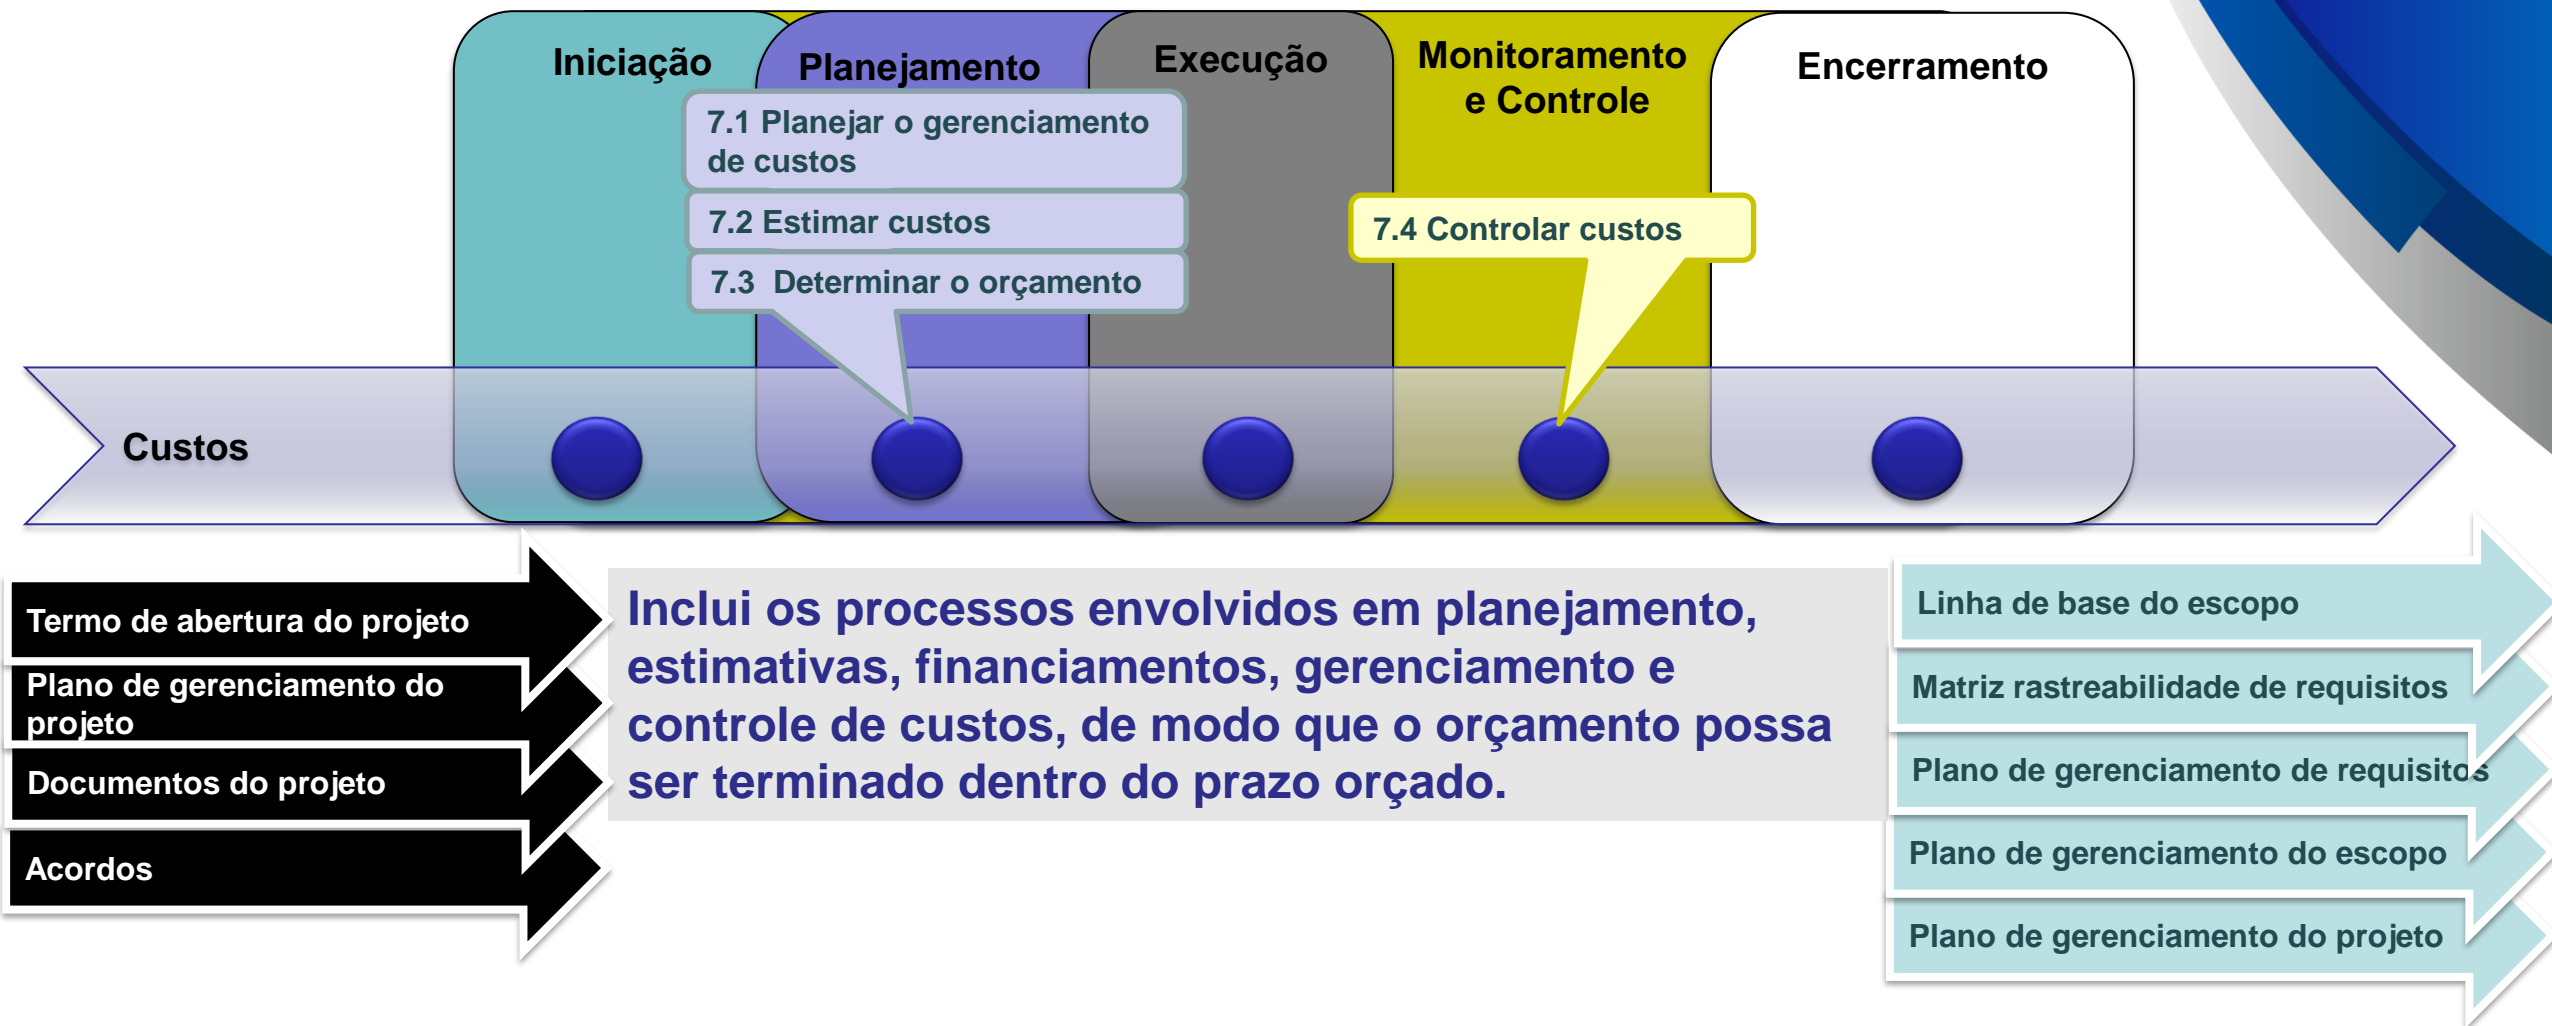 Iniciação
Planejamento
Execução
Monitoramento
e Controle
Encerramento
7.1 Planejar o gerenciamento
de custos
7.2 Estimar custos
7.3 Determinar o orçamento
7.4 Controlar custos
Custos
Termo de abertura do projeto
Plano de gerenciamento do
projeto
Documentos do projeto
Acordos
Inclui os processos envolvidos em planejamento,
estimativas, financiamentos, gerenciamento e
controle de custos, de modo que o orçamento possa
ser terminado dentro do prazo orçado.
Linha de base do escopo
Matriz rastreabilidade de requisitos
Plano de gerenciamento de requisitos
Plano de gerenciamento do escopo
Plano de gerenciamento do projeto